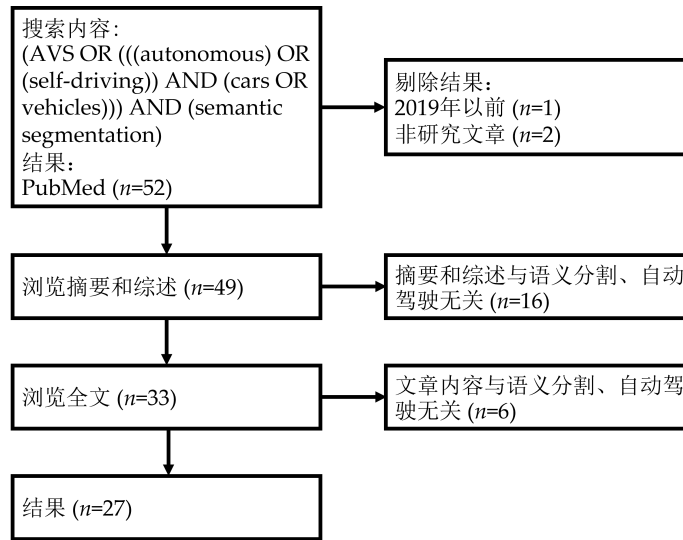 搜索内容：
(AVS OR (((autonomous) OR
(self-driving)) AND (cars OR
vehicles))) AND (semantic
segmentation)
结果：
PubMed (n=52)
剔除结果：
2019年以前 (n=1)
非研究文章 (n=2)
浏览摘要和综述 (n=49)
摘要和综述与语义分割、自动
驾驶无关 (n=16)
浏览全文 (n=33)
文章内容与语义分割、自动驾
驶无关 (n=6)
结果 (n=27)